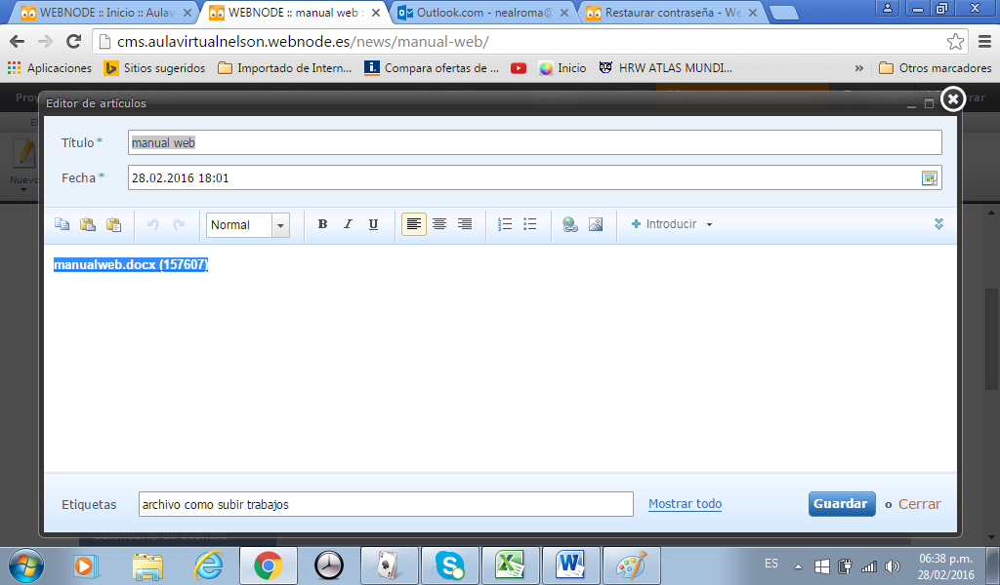 WEBNODE :: Inicio :: Aulav
WEBNODE :: manual web :
Outlook.com - nealroma@
Restaurar contraseña - We
cms.aulavirtualnelson.webnode.es/news/manual-web/
Aplicaciones
Sitios sugeridos
Importado de Intern...
Compara ofertas de ...
Inicio
HRW ATLAS MUNDI...
»
Otros marcadores
Editor de artículos
Nuevo
Título*
manual web
Fecha*
28.02.2016 18:01
Normal
B I U
Introducir
manualweb.docx (157607)
Etiquetas
archivo como subir trabajos
Mostrar todo
Guardar o Cerrar
ES
06:38 p.m.
28/02/2016